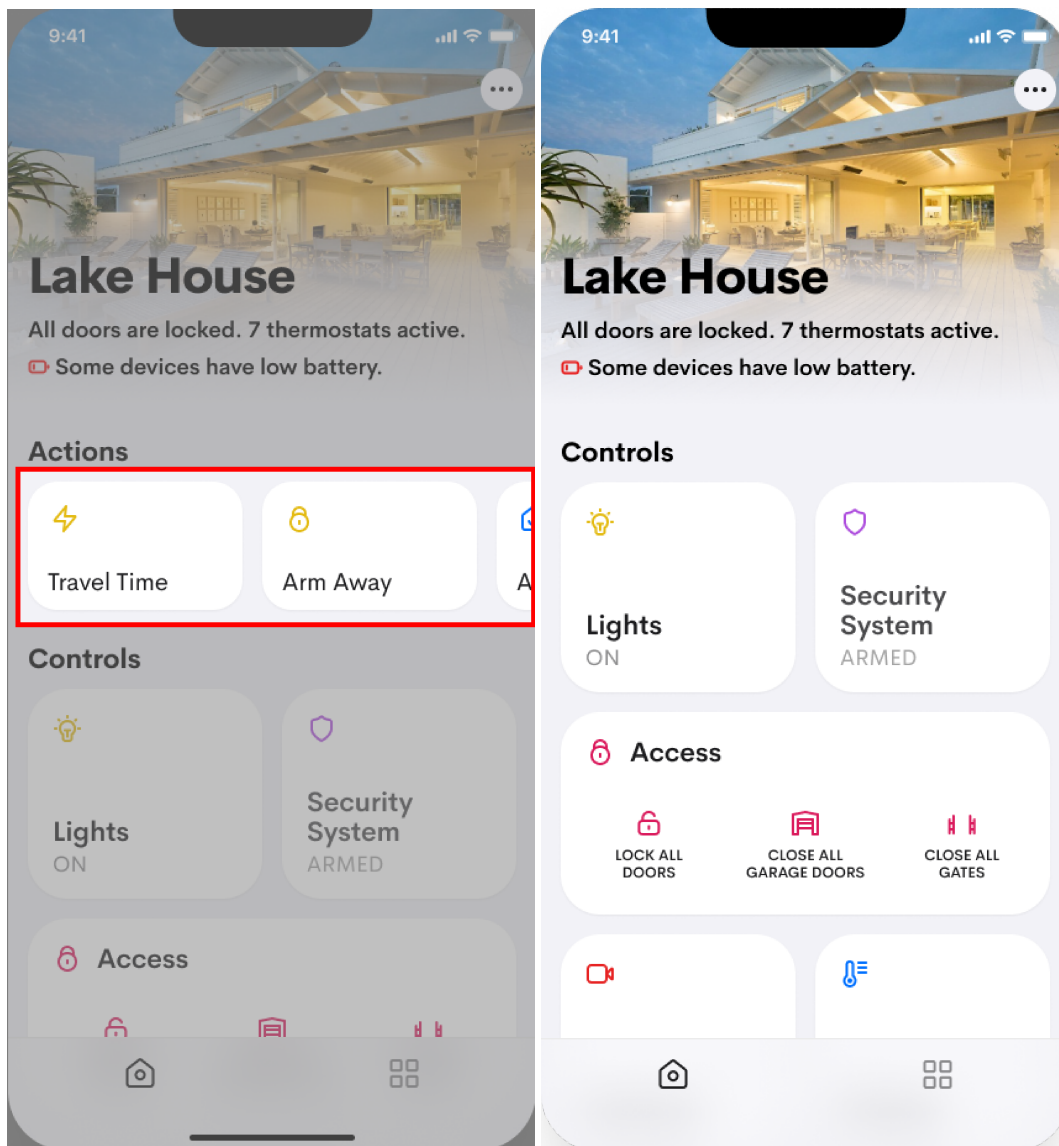 9:41
Lake House
All doors are locked. 7 thermostats active.
Some devices have low battery.
Actions
Travel Time
Arm Away
A
Controls
Lights
ON
Security
System
ARMED
Access
9:41
Lake House
All doors are locked. 7 thermostats active.
Some devices have low battery.
Controls
Lights
ON
Security
System
ARMED
Access
LOCK ALL
DOORS
CLOSE ALL
GARAGE DOORS
CLOSE ALL
GATES